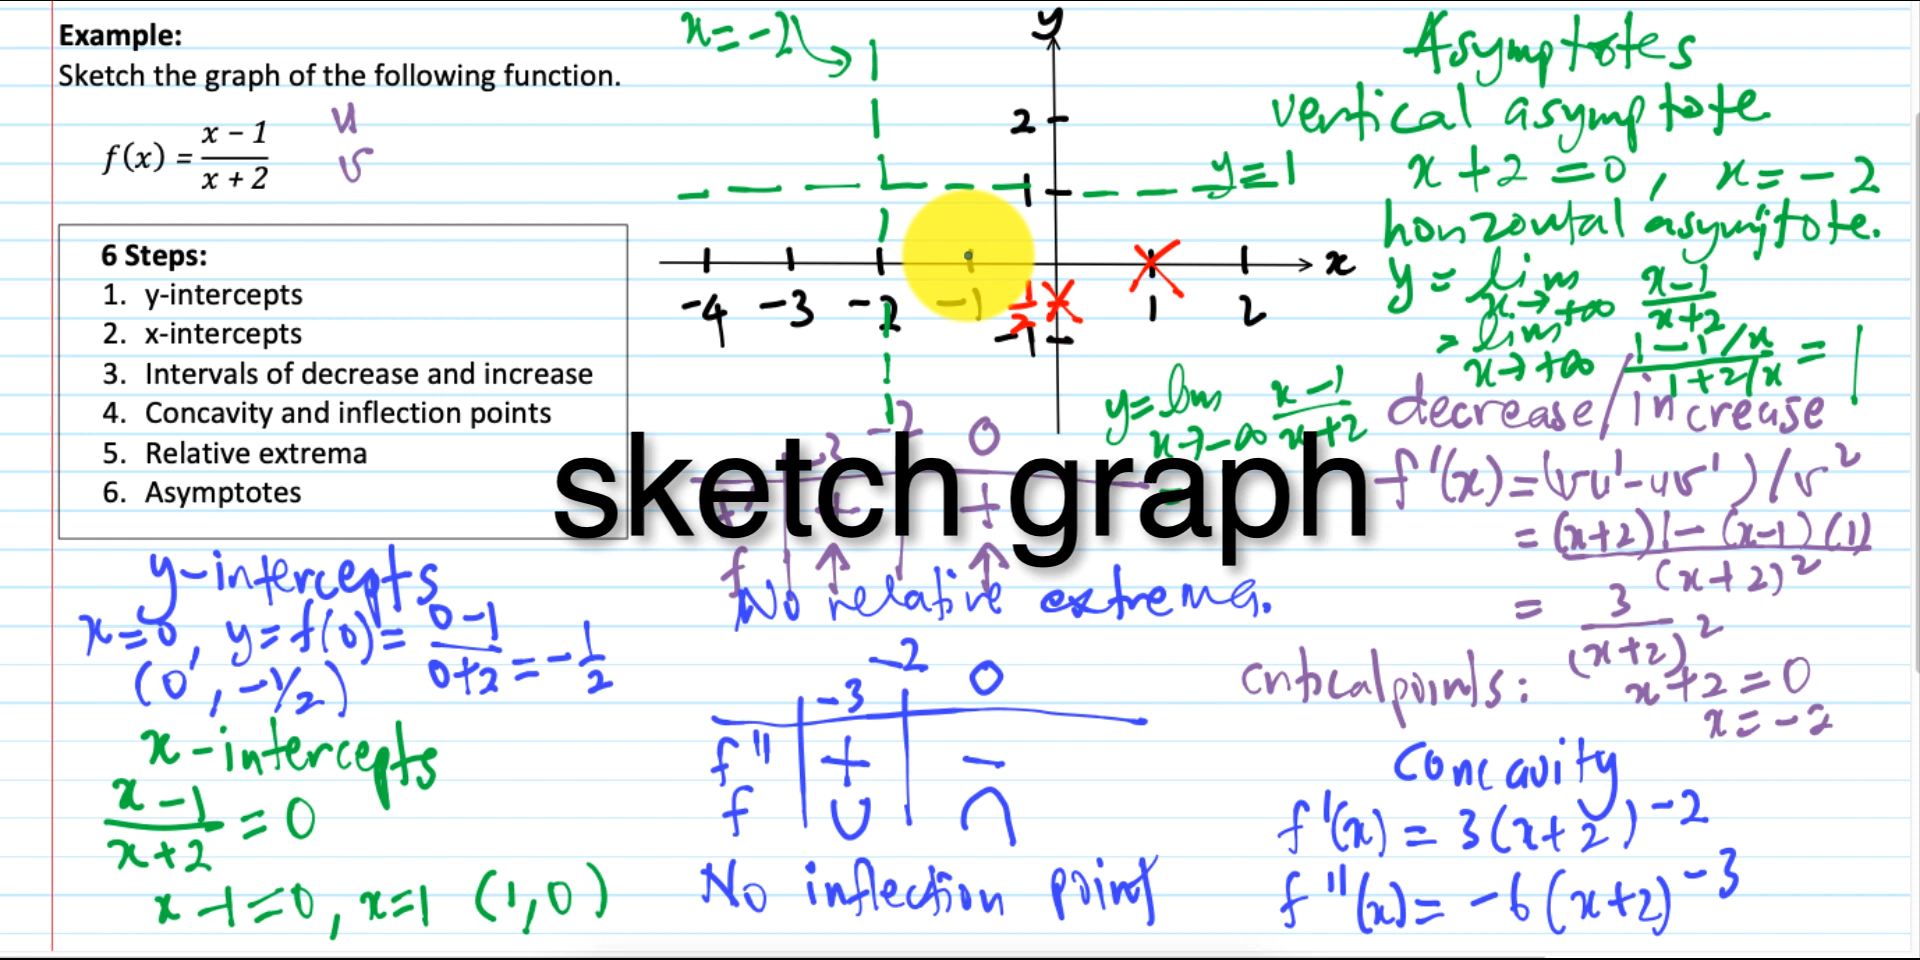 Example:
Sketch the graph of the following function.
f(x) = x - 1 / x + 2
u
v
6 Steps:
1. y-intercepts
2. x-intercepts
3. Intervals of decrease and increase
4. Concavity and inflection points
5. Relative extrema
6. Asymptotes
y-intercepts
x=0, y=f(0)= 0-1 / 0+2 = -1/2
(0, -1/2)
x-intercepts
x-1 / x+2 = 0
x-1=0, x=1 (1,0)
x=-2
y
2
y=1
1
x
-4 -3 -2 -1 1 2
-1/2
-1
y=lim x→-∞ x-1 / x+2
=
sketch graph
-2
-3 0
f' + +
f ↑ ↑
No relative extrema.
-2
-3 0
f'' + -
f ∪ ∩
No inflection point
Asymptotes
vertical asymptote
x+2=0, x=-2
horizontal asymptote.
y = lim x→+∞ x-1 / x+2
= lim x→+∞ 1-1/x / 1+2/x = 1
decrease/increase
f'(x)=(vu'-uv')/v²
= (x+2)1-(x-1)(1) / (x+2)²
= 3 / (x+2)²
critical points: x+2=0
x=-2
Concavity
f'(x) = 3(x+2)⁻²
f''(x)= -6(x+2)⁻³